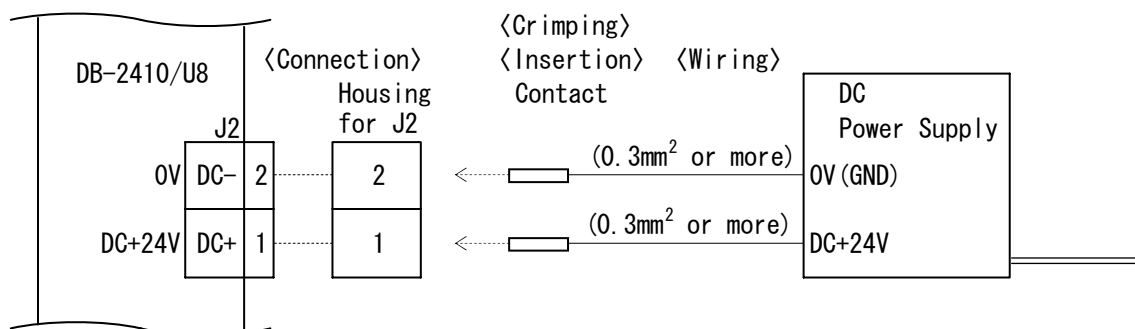 〈Crimping〉
DB-2410/U8 〈Connection〉 〈Insertion〉 〈Wiring〉
Housing Contact DC
J2 for J2 Power Supply
0V DC- 2 2 (0.3mm² or more) 0V(GND)
DC+24V DC+ 1 1 (0.3mm² or more) DC+24V